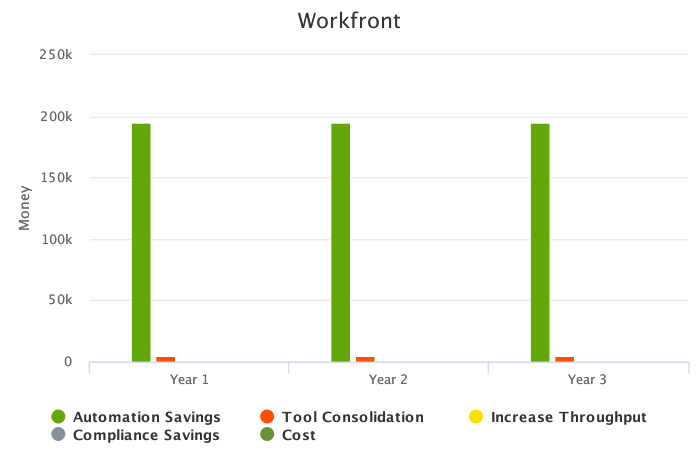 Workfront
250k
200k
150k
100k
50k
0
Money
Year 1 Year 2 Year 3
Automation Savings Tool Consolidation Increase Throughput
Compliance Savings Cost